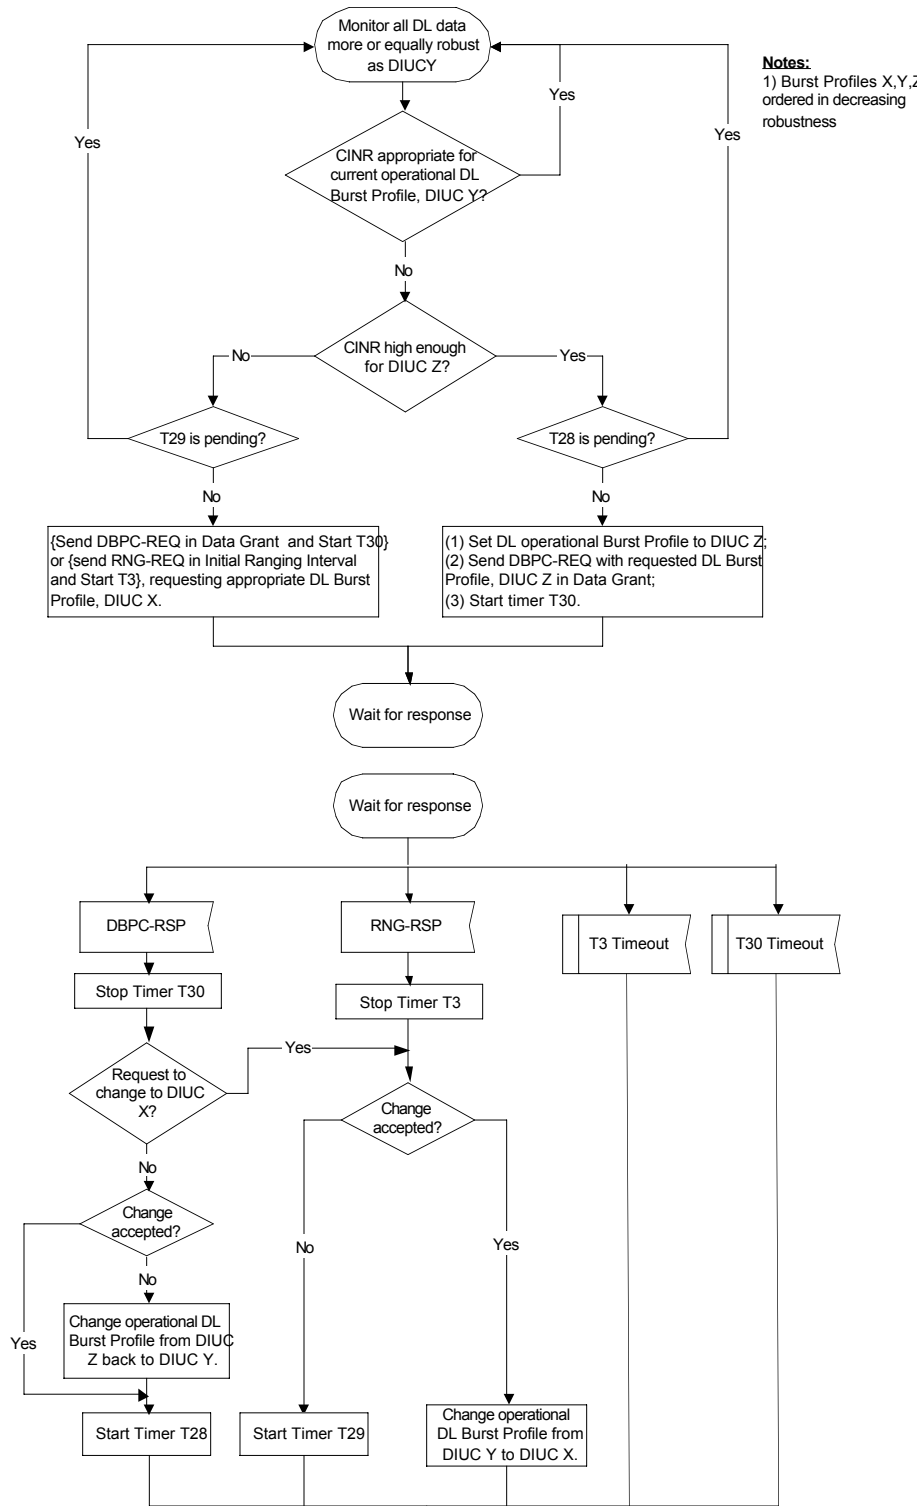 Monitor all DL data
more or equally robust
as DIUCY
Notes:
1) Burst Profiles X,Y,Z
ordered in decreasing
robustness
Yes
Yes
Yes
CINR appropriate for
current operational DL
Burst Profile, DIUC Y?
No
CINR high enough
for DIUC Z?
No
Yes
T29 is pending?
T28 is pending?
No
No
{Send DBPC-REQ in Data Grant and Start T30}
or {send RNG-REQ in Initial Ranging Interval
and Start T3}, requesting appropriate DL Burst
Profile, DIUC X.
(1) Set DL operational Burst Profile to DIUC Z;
(2) Send DBPC-REQ with requested DL Burst
Profile, DIUC Z in Data Grant;
(3) Start timer T30.
Wait for response
Wait for response
DBPC-RSP
RNG-RSP
T3 Timeout
T30 Timeout
Stop Timer T30
Stop Timer T3
Yes
Request to
change to DIUC
X?
Change
accepted?
No
Change
accepted?
No
Yes
No
Yes
Change operational DL
Burst Profile from DIUC
Z back to DIUC Y.
Start Timer T28
Start Timer T29
Change operational
DL Burst Profile from
DIUC Y to DIUC X.